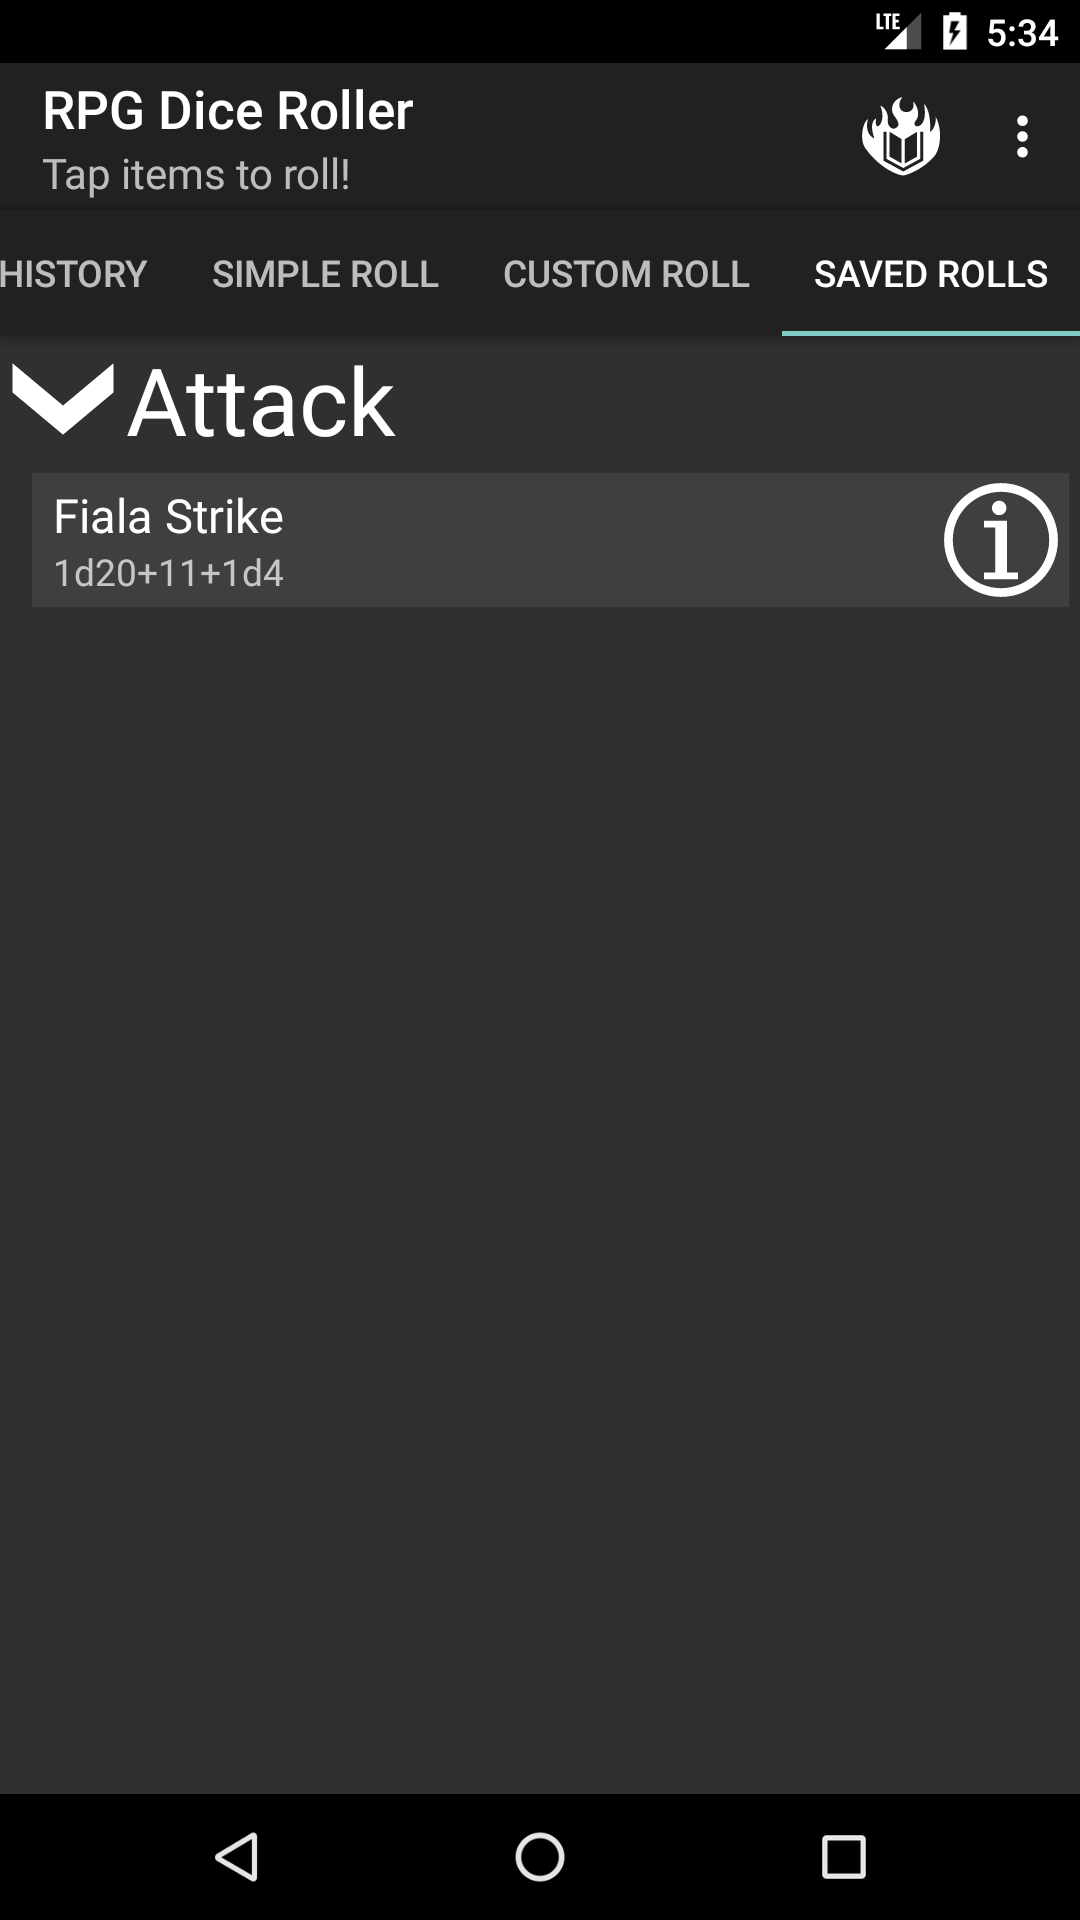 LTE 5:34
RPG Dice Roller
Tap items to roll!
HISTORY SIMPLE ROLL CUSTOM ROLL SAVED ROLLS
Attack
Fiala Strike
1d20+11+1d4